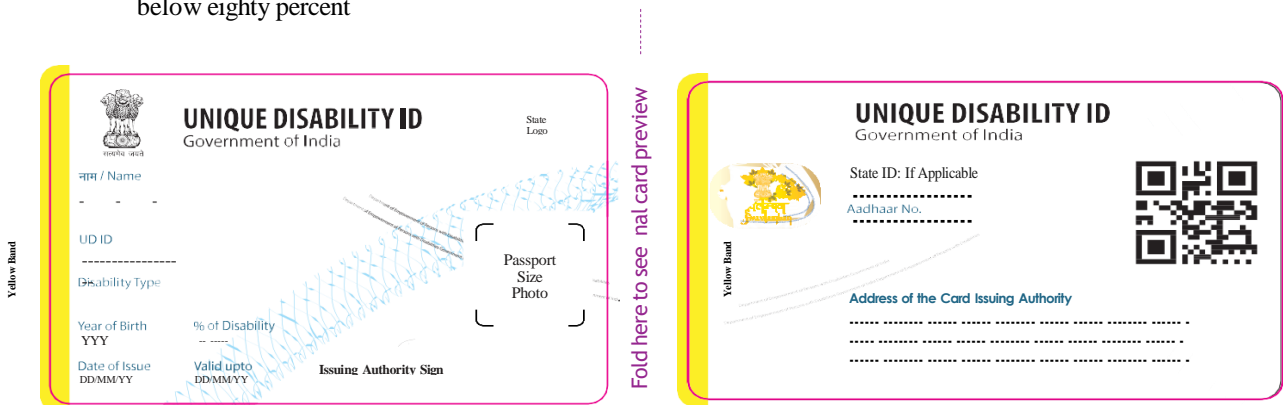 below eighty percent
UNIQUE DISABILITY ID
Government of India
State
Logo
सत्यमेव जयते
नाम / Name
- - -
UD ID
----------------
Disability Type
--
Year of Birth
YYY
% of Disability
-- -----
Date of Issue
DD/MM/YY
Valid upto
DD/MM/YY
Issuing Authority Sign
Passport
Size
Photo
Yellow Band
Fold here to see nal card preview
UNIQUE DISABILITY ID
Government of India
State ID: If Applicable
Aadhaar No.
Yellow Band
Address of the Card Issuing Authority